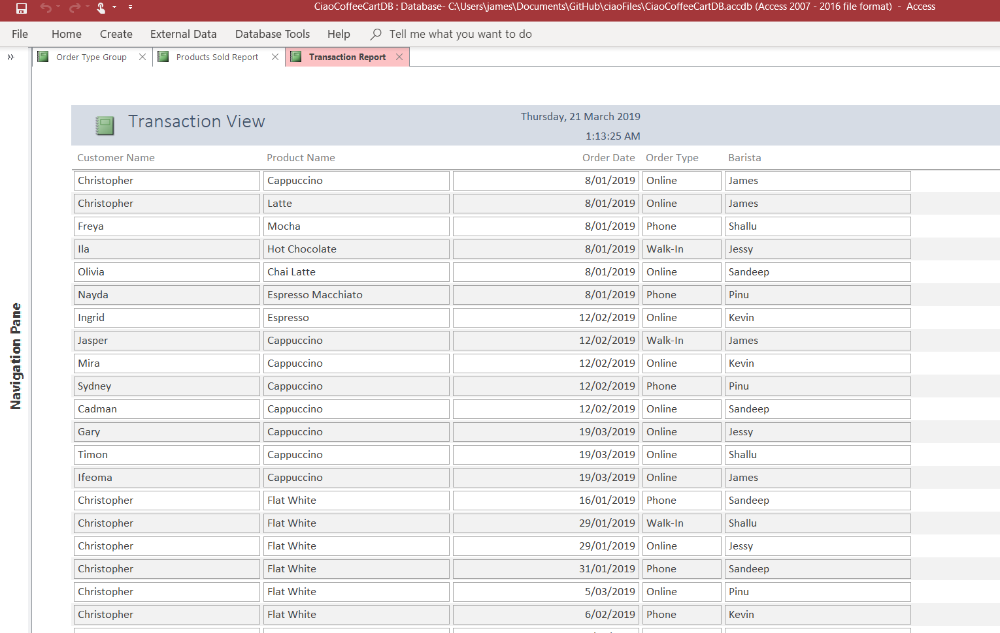 CiaoCoffeeCartDB : Database- C:\Users\james\Documents\GitHub\ciaoFiles\CiaoCoffeeCartDB.accdb (Access 2007 - 2016 file format) - Access
File Home Create External Data Database Tools Help Tell me what you want to do
Order Type Group Products Sold Report Transaction Report
Navigation Pane
Transaction View Thursday, 21 March 2019
1:13:25 AM
Customer Name Product Name Order Date Order Type Barista
Christopher Cappuccino 8/01/2019 Online James
Christopher Latte 8/01/2019 Online James
Freya Mocha 8/01/2019 Phone Shallu
Ila Hot Chocolate 8/01/2019 Walk-In Jessy
Olivia Chai Latte 8/01/2019 Online Sandeep
Nayda Espresso Macchiato 8/01/2019 Phone Pinu
Ingrid Espresso 12/02/2019 Online Kevin
Jasper Cappuccino 12/02/2019 Walk-In James
Mira Cappuccino 12/02/2019 Online Kevin
Sydney Cappuccino 12/02/2019 Phone Pinu
Cadman Cappuccino 12/02/2019 Online Sandeep
Gary Cappuccino 19/03/2019 Online Jessy
Timon Cappuccino 19/03/2019 Online Shallu
Ifeoma Cappuccino 19/03/2019 Online James
Christopher Flat White 16/01/2019 Phone Sandeep
Christopher Flat White 29/01/2019 Walk-In Shallu
Christopher Flat White 29/01/2019 Online Jessy
Christopher Flat White 31/01/2019 Phone Sandeep
Christopher Flat White 5/03/2019 Online Pinu
Christopher Flat White 6/02/2019 Phone Kevin